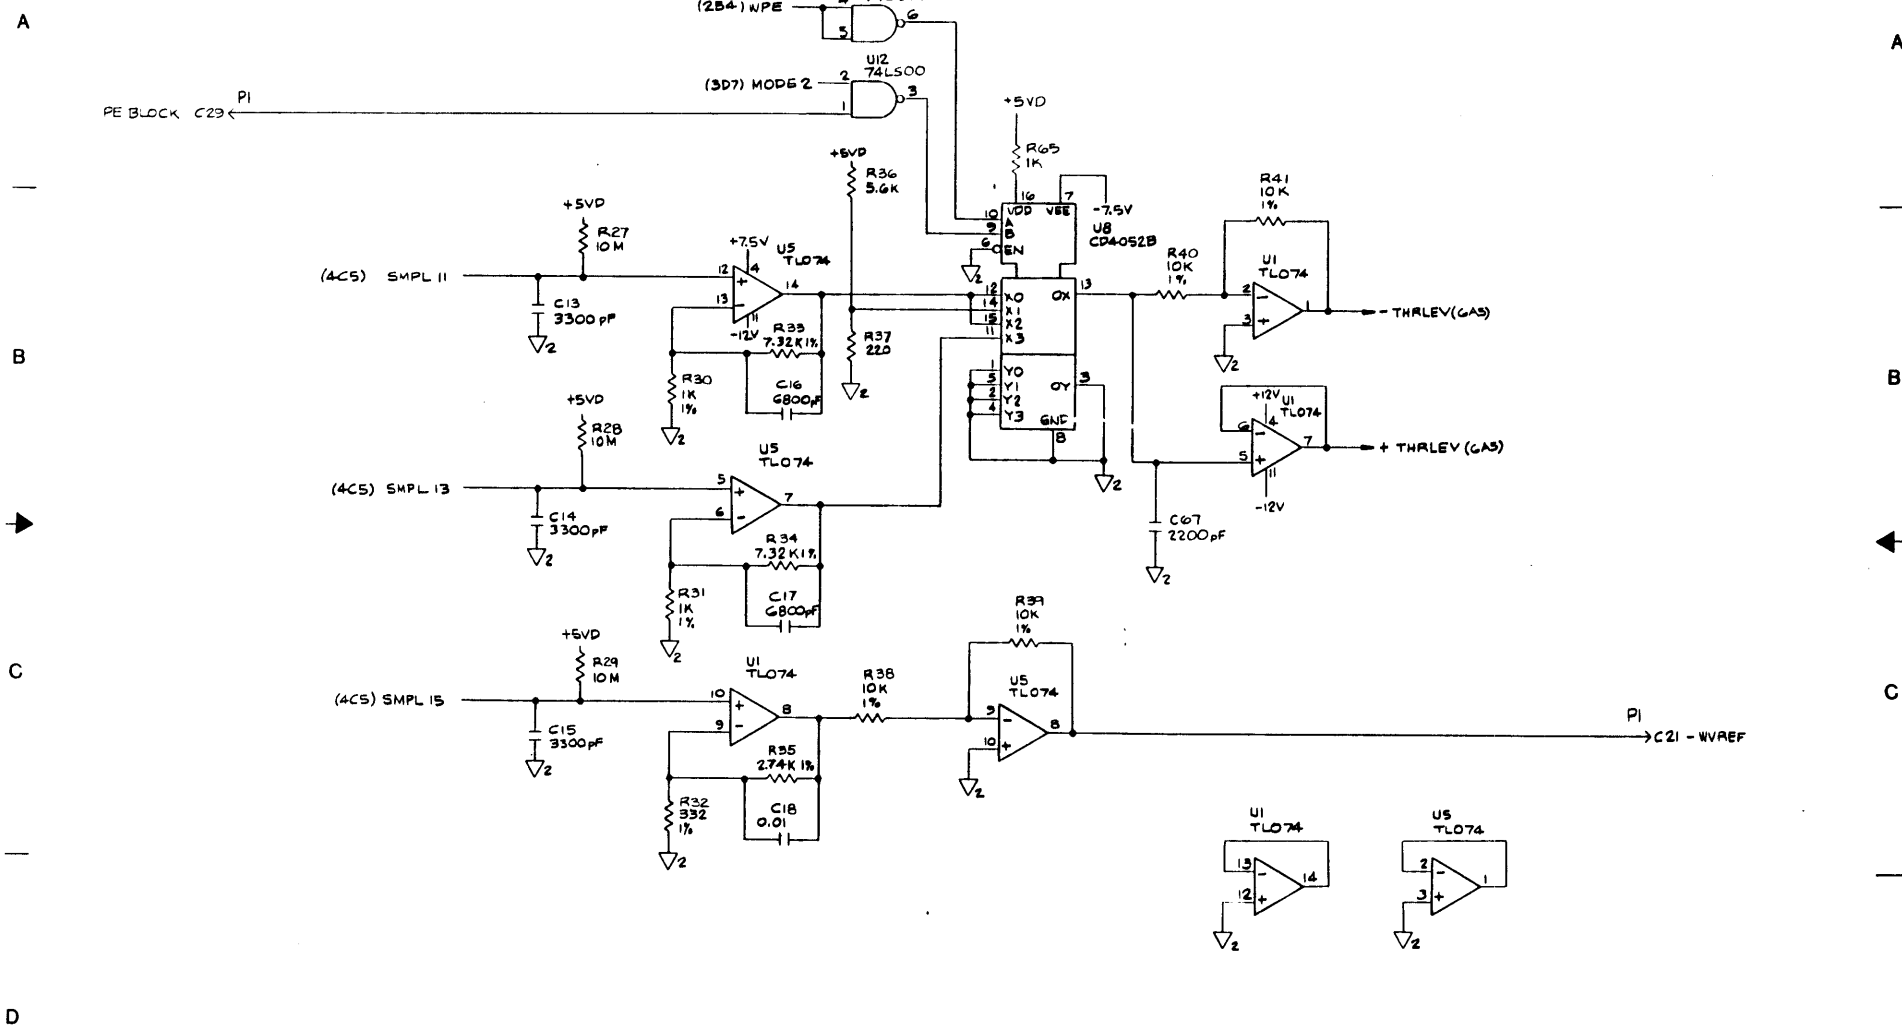 A
A
(2B4) WPE
5
6
U12
74LS00
(3D7) MODE 2
2
1
3
PE BLOCK C29
P1
+5VD
R65
1K
+5VD
R36
5.6K
16
7
VDD
VEE
-7.5V
U8
CD4052B
10
A
9
B
6
EN
2
R41
10K
1%
+5VD
R27
10M
(4C5) SMPL 11
C13
3300pF
2
+7.5V
U5
TL074
12
4
14
13
11
-12V
R33
7.32K 1%
C16
6800pF
R30
1K
1%
2
R37
220
2
12
X0
14
X1
15
X2
11
X3
OX
13
1
Y0
5
Y1
2
Y2
4
Y3
OY
3
GND
8
2
R40
10K
1%
U1
TL074
2
3
1
2
- THRLEV (6A3)
B
B
+12V
U1
TL074
6
4
7
5
11
-12V
+ THRLEV (6A3)
C67
2200pF
2
+5VD
R28
10M
(4C5) SMPL 13
C14
3300pF
2
U5
TL074
5
7
6
R34
7.32K 1%
C17
6800pF
R31
1K
1%
2
R39
10K
1%
+5VD
R29
10M
C
C
(4C5) SMPL 15
C15
3300pF
2
U1
TL074
10
8
9
R35
2.74K 1%
C18
0.01
R32
332
1%
2
R38
10K
1%
U5
TL074
9
8
10
2
P1
C21 - WVREF
U1
TL074
13
14
12
2
U5
TL074
2
1
3
2
D